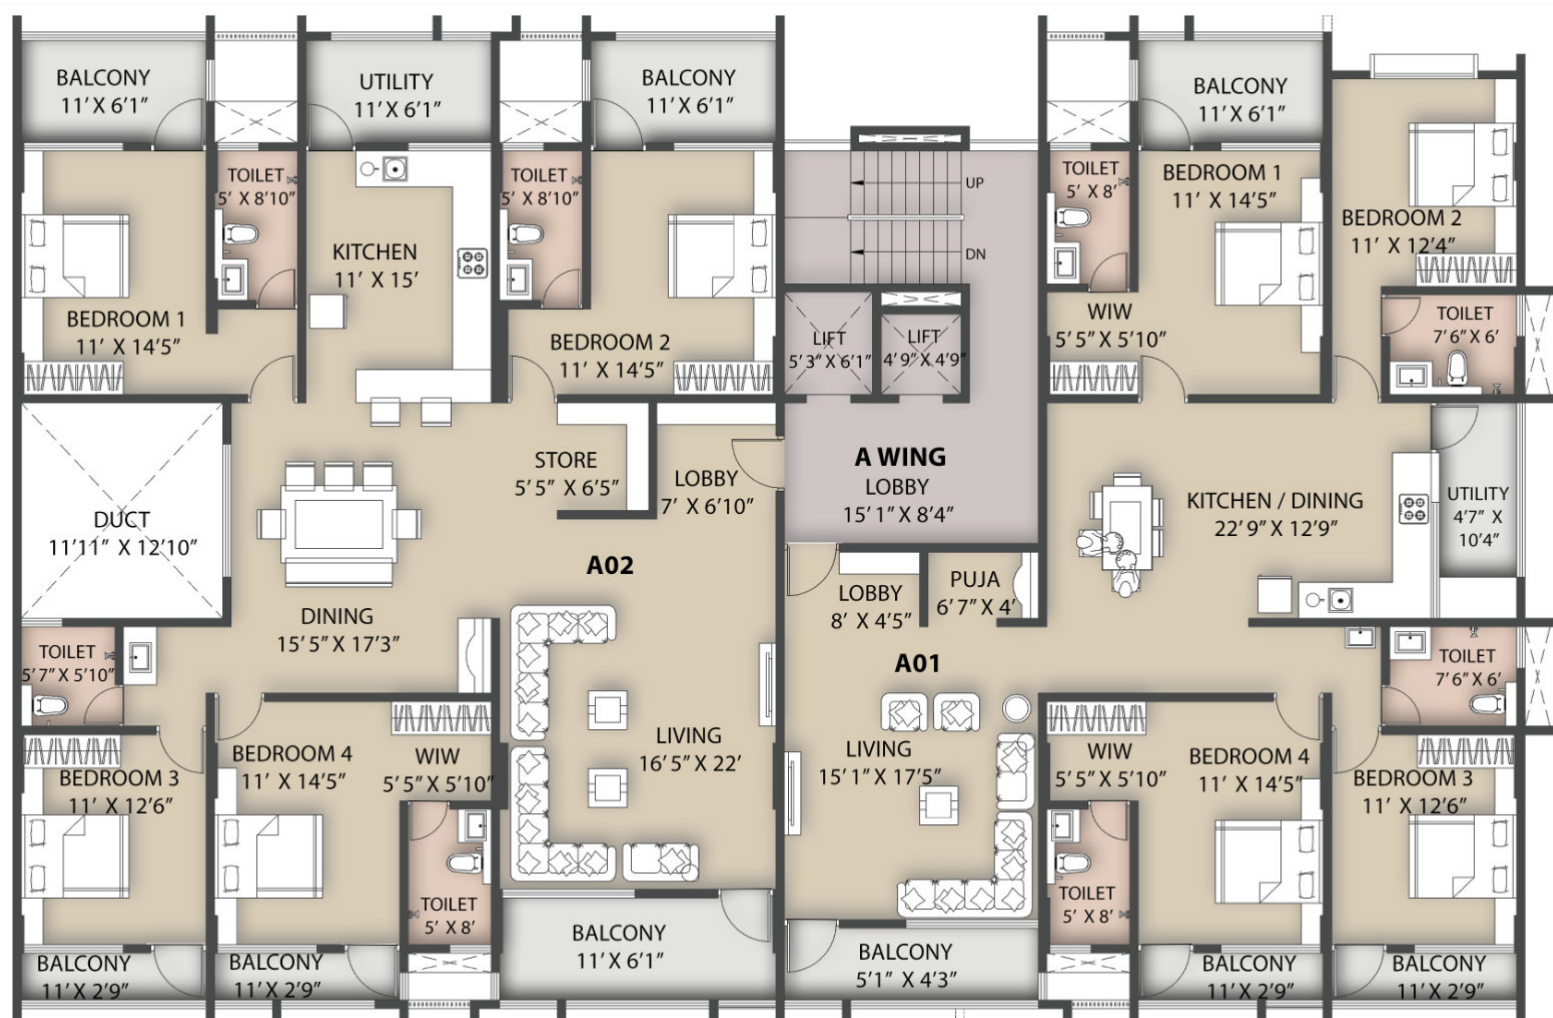 BALCONY
11' X 6'1"
UTILITY
11' X 6'1"
BALCONY
11' X 6'1"
BALCONY
11' X 6'1"
TOILET
5' X 8'10"
TOILET
5' X 8'10"
KITCHEN
11' X 15'
BEDROOM 1
11' X 14'5"
BEDROOM 2
11' X 14'5"
UP
DN
LIFT
5'3" X 6'1"
LIFT
4'9" X 4'9"
TOILET
5' X 8'
BEDROOM 1
11' X 14'5"
BEDROOM 2
11' X 12'4"
WIW
5'5" X 5'10"
TOILET
7'6" X 6'
DUCT
11'11" X 12'10"
STORE
5'5" X 6'5"
LOBBY
7' X 6'10"
A WING
LOBBY
15'1" X 8'4"
KITCHEN / DINING
22'9" X 12'9"
UTILITY
4'7" X
10'4"
A02
DINING
15'5" X 17'3"
LOBBY
8' X 4'5"
PUJA
6'7" X 4'
A01
TOILET
5'7" X 5'10"
TOILET
7'6" X 6'
BEDROOM 3
11' X 12'6"
BEDROOM 4
11' X 14'5"
WIW
5'5" X 5'10"
LIVING
16'5" X 22'
LIVING
15'1" X 17'5"
WIW
5'5" X 5'10"
BEDROOM 4
11' X 14'5"
BEDROOM 3
11' X 12'6"
TOILET
5' X 8'
TOILET
5' X 8'
BALCONY
11' X 2'9"
BALCONY
11' X 2'9"
BALCONY
11' X 6'1"
BALCONY
5'1" X 4'3"
BALCONY
11' X 2'9"
BALCONY
11' X 2'9"